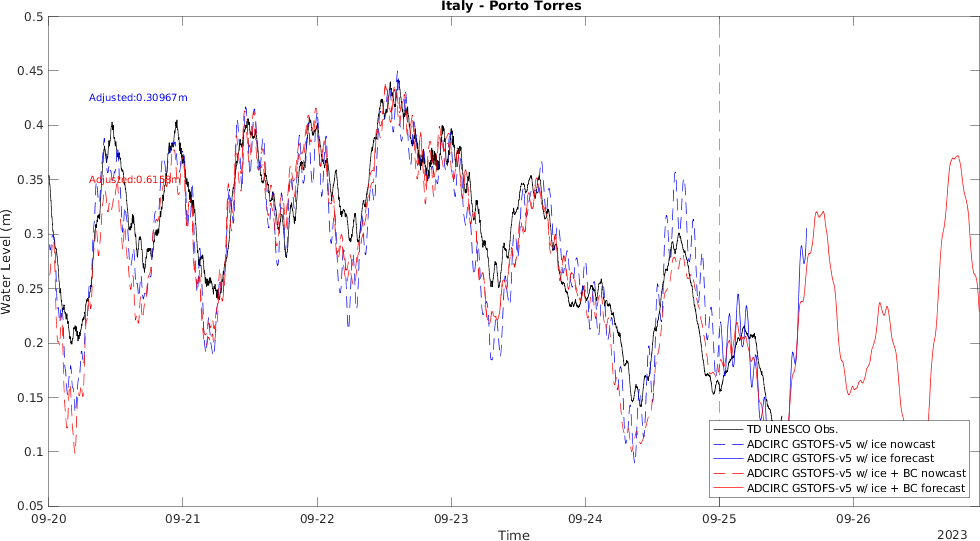 Italy - Porto Torres
Water Level (m)
0.5
0.45
0.4
0.35
0.3
0.25
0.2
0.15
0.1
0.05
Adjusted:0.30967m
TD UNESCO Obs.
ADCIRC GSTOFS-v5 w/ ice nowcast
ADCIRC GSTOFS-v5 w/ ice forecast
ADCIRC GSTOFS-v5 w/ ice + BC nowcast
ADCIRC GSTOFS-v5 w/ ice + BC forecast
09-20
09-21
09-22
09-23
09-24
09-25
09-26
Time
2023